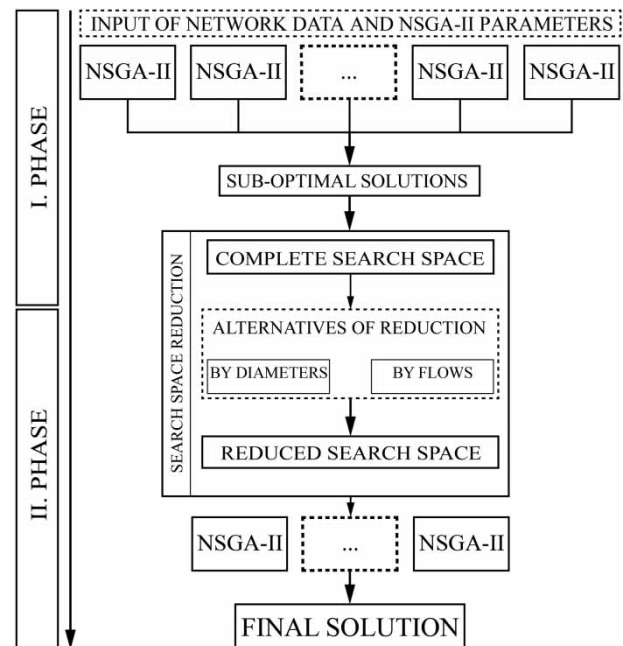 INPUT OF NETWORK DATA AND NSGA-II PARAMETERS
NSGA-II
NSGA-II
...
NSGA-II
NSGA-II
I. PHASE
SUB-OPTIMAL SOLUTIONS
SEARCH SPACE REDUCTION
COMPLETE SEARCH SPACE
ALTERNATIVES OF REDUCTION
BY DIAMETERS
BY FLOWS
REDUCED SEARCH SPACE
II. PHASE
NSGA-II
...
NSGA-II
FINAL SOLUTION